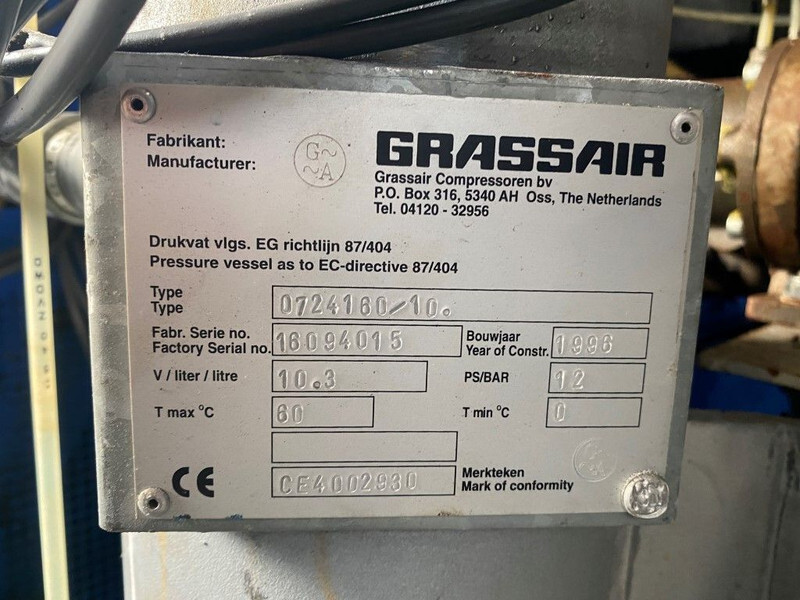 Fabrikant:
Manufacturer:
G~
~A
GRASSAIR
Grassair Compressoren bv
P.O. Box 316, 5340 AH Oss, The Netherlands
Tel. 04120 - 32956
Drukvat vlgs. EG richtlijn 87/404
Pressure vessel as to EC-directive 87/404
Type
Type
0724160/10.
Fabr. Serie no.
Factory Serial no.
16094015
Bouwjaar
Year of Constr.
1996
V / liter / litre
10.3
PS/BAR
12
T max °C
60
T min °C
0
CE
CE4002930
Merkteken
Mark of conformity